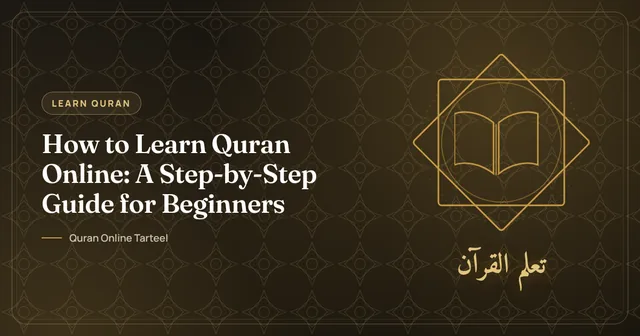 LEARN QURAN
How to Learn Quran
Online: A Step-by-Step
Guide for Beginners
Quran Online Tarteel
تعلم القرآن